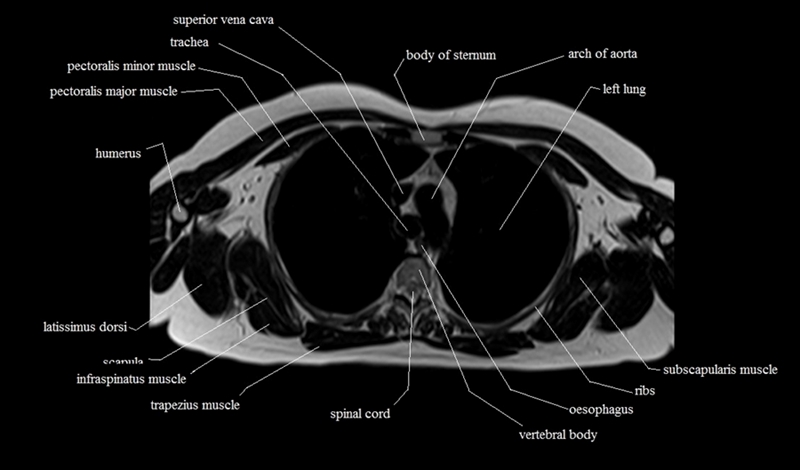 superior vena cava
trachea
body of sternum
arch of aorta
pectoralis minor muscle
left lung
pectoralis major muscle
humerus
latissimus dorsi
scapula
subscapularis muscle
infraspinatus muscle
ribs
trapezius muscle
oesophagus
spinal cord
vertebral body